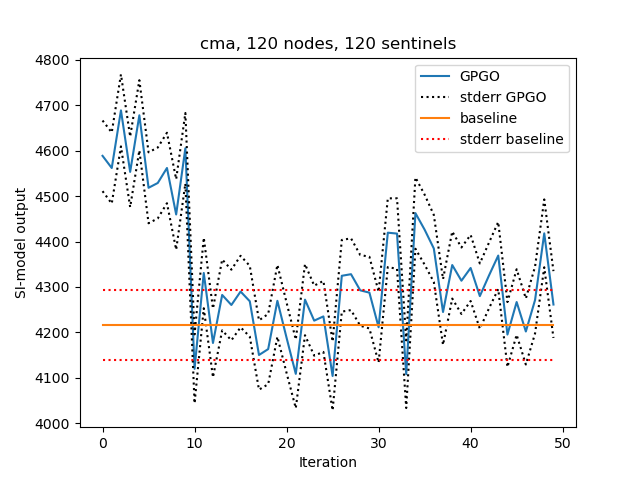 cma, 120 nodes, 120 sentinels
4800
4700
4600
4500
4400
4300
4200
4100
4000
SI-model output
GPGO
stderr GPGO
baseline
stderr baseline
0
10
20
30
40
50
Iteration